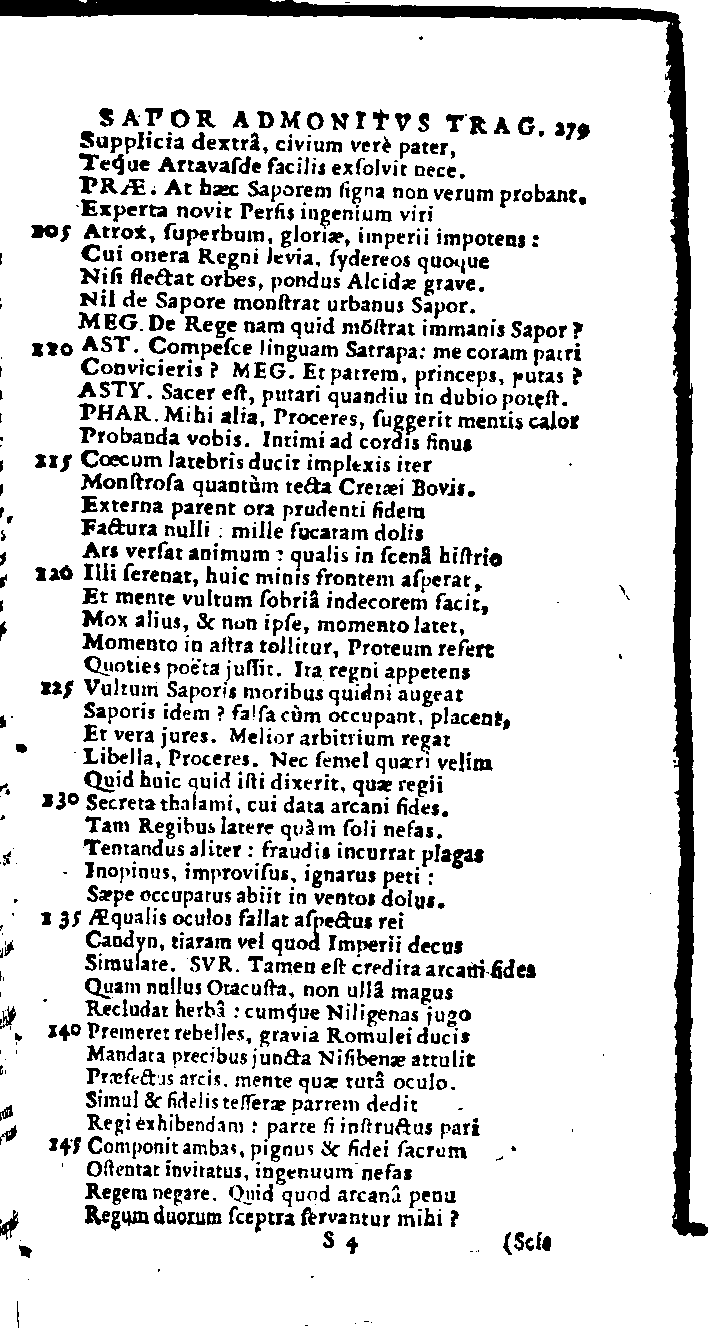 SAPOR ADMONITVS TRAG. 279
Supplicia dextrâ, civium verè pater,
Teq́ue Artavaſde facilis exſolvit nece.
PRÆ. At hæc Saporem ſigna non verum probant.
Experta novit Perſis ingenium viri
205 Atrox, ſuperbum, gloriæ, imperii impotens :
Cui onera Regni levia, ſydereos quoque
Niſi flectat orbes, pondus Alcidæ grave.
Nil de Sapore monſtrat urbanus Sapor.
MEG. De Rege nam quid mõſtrat immanis Sapor ?
220 AST. Compeſce linguam Satrapa: me coram patri
Convicieris ? MEG. Et patrem, princeps, putas ?
ASTY. Sacer eſt, putari quandiu in dubio poteſt.
PHAR. Mihi alia, Proceres, ſuggerit mentis calor
Probanda vobis. Intimi ad cordis ſinus
215 Cœcum latebris ducit implexis iter
Monſtroſa quantùm tecta Cretæi Bovis.
Externa parent ora prudenti fidem
Factura nulli : mille fucatam dolis
Ars verſat animum : qualis in ſcenâ hiſtrio
220 Illi ſerenat, huic minis frontem aſperat,
Et mente vultum ſobriâ indecorem facit,
Mox alius, & non ipſe, momento latet,
Momento in aſtra tollitur, Proteum refert
Quoties poëta juſſit. Ita regni appetens
225 Vultum Saporis moribus quidni augeat
Saporis idem ? falſa cùm occupant, placent,
Et vera jures. Melior arbitrium regat
Libella, Proceres. Nec ſemel quæri velim
Quid huic quid iſti dixerit, quæ regii
230 Secreta thalami, cui data arcani fides.
Tam Regibus latere quàm ſoli nefas.
Tentandus aliter : fraudis incurrat plagas
Inopinus, improviſus, ignarus peti :
Sæpe occupatus abiit in ventos dolus.
235 Æqualis oculos fallat aſpectus rei
Candyn, tiaram vel quod Imperii decus
Simulare. SVR. Tamen eſt credita arcani fides
Quam nullus Otacuſta, non ullâ magus
Recludat herbâ : cumq́ue Niligenas jugo
240 Premeret rebelles, gravia Romulei ducis
Mandata precibus juncta Niſibenæ attulit
Præfectus arcis, mente quæ tutâ oculo.
Simul & fidelis teſſeræ partem dedit
Regi exhibendam : parte ſi inſtructus pari
245 Componit ambas, pignus & fidei ſacrum
Oſtentat invitatus, ingenuum nefas
Regem negare. Quid quod arcanâ penu
Regum duorum ſceptra ſervantur mihi ?
S 4 (Scis